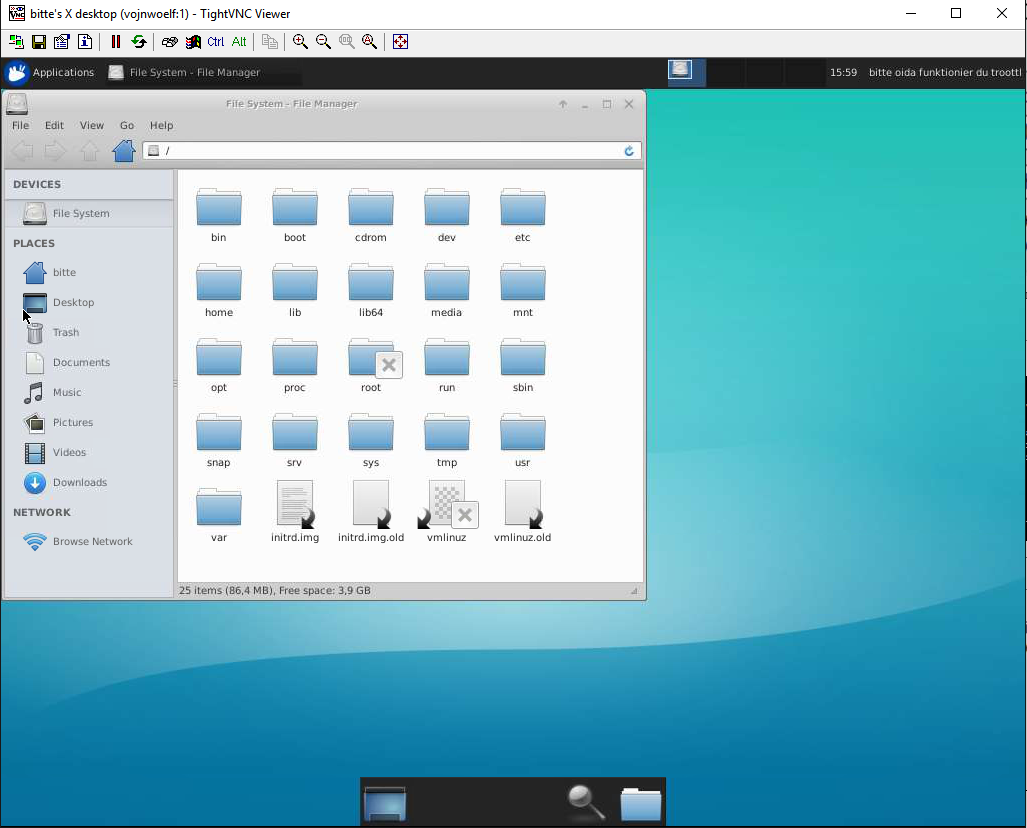 bitte's X desktop (vojnwoelf:1) - TightVNC Viewer
Ctrl Alt
Applications File System - File Manager 15:59 bitte oida funktionier du troottl
File System - File Manager
File Edit View Go Help
/
DEVICES
File System
PLACES
bitte
Desktop
Trash
Documents
Music
Pictures
Videos
Downloads
NETWORK
Browse Network
bin boot cdrom dev etc
home lib lib64 media mnt
opt proc root run sbin
snap srv sys tmp usr
var initrd.img initrd.img.old vmlinuz vmlinuz.old
25 items (86,4 MB), Free space: 3,9 GB